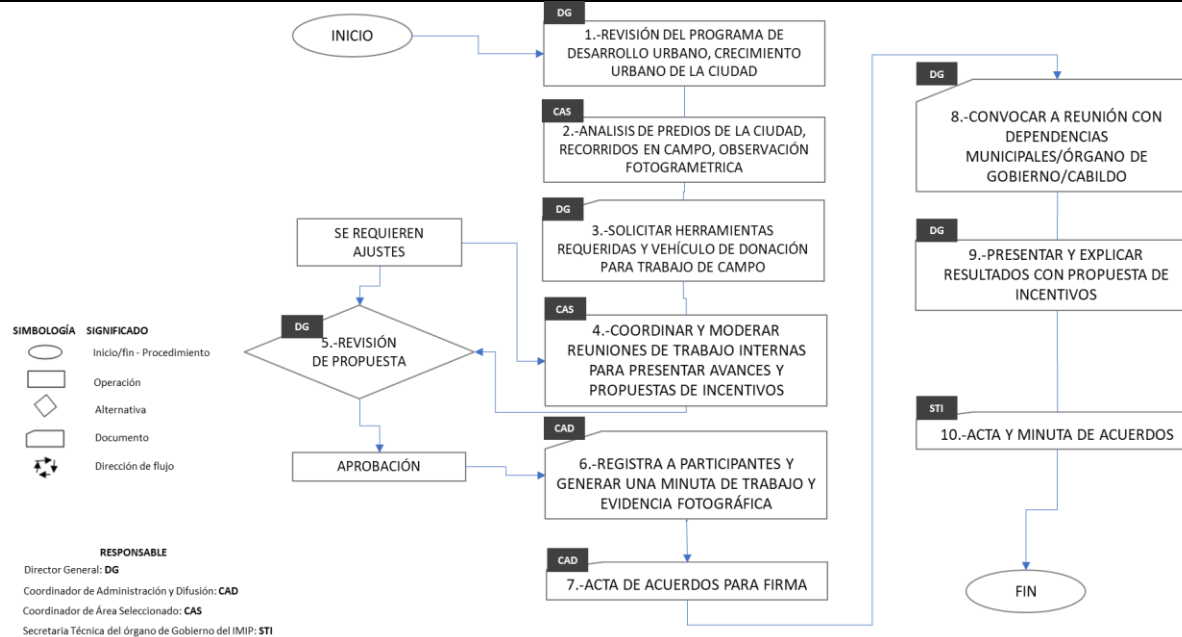 INICIO
DG
1.-REVISIÓN DEL PROGRAMA DE
DESARROLLO URBANO, CRECIMIENTO
URBANO DE LA CIUDAD
CAS
2.-ANALISIS DE PREDIOS DE LA CIUDAD,
RECORRIDOS EN CAMPO, OBSERVACIÓN
FOTOGRAMETRICA
DG
3.-SOLICITAR HERRAMIENTAS
REQUERIDAS Y VEHÍCULO DE DONACIÓN
PARA TRABAJO DE CAMPO
CAS
4.-COORDINAR Y MODERAR
REUNIONES DE TRABAJO INTERNAS
PARA PRESENTAR AVANCES Y
PROPUESTAS DE INCENTIVOS
SE REQUIEREN
AJUSTES
DG
5.-REVISIÓN
DE PROPUESTA
APROBACIÓN
CAD
6.-REGISTRA A PARTICIPANTES Y
GENERAR UNA MINUTA DE TRABAJO Y
EVIDENCIA FOTOGRÁFICA
CAD
7.-ACTA DE ACUERDOS PARA FIRMA
DG
8.-CONVOCAR A REUNIÓN CON
DEPENDENCIAS
MUNICIPALES/ÓRGANO DE
GOBIERNO/CABILDO
DG
9.-PRESENTAR Y EXPLICAR
RESULTADOS CON PROPUESTA DE
INCENTIVOS
STI
10.-ACTA Y MINUTA DE ACUERDOS
FIN
SIMBOLOGÍA SIGNIFICADO
Inicio/fin - Procedimiento
Operación
Alternativa
Documento
Dirección de flujo
RESPONSABLE
Director General: DG
Coordinador de Administración y Difusión: CAD
Coordinador de Área Seleccionado: CAS
Secretaria Técnica del órgano de Gobierno del IMIP: STI